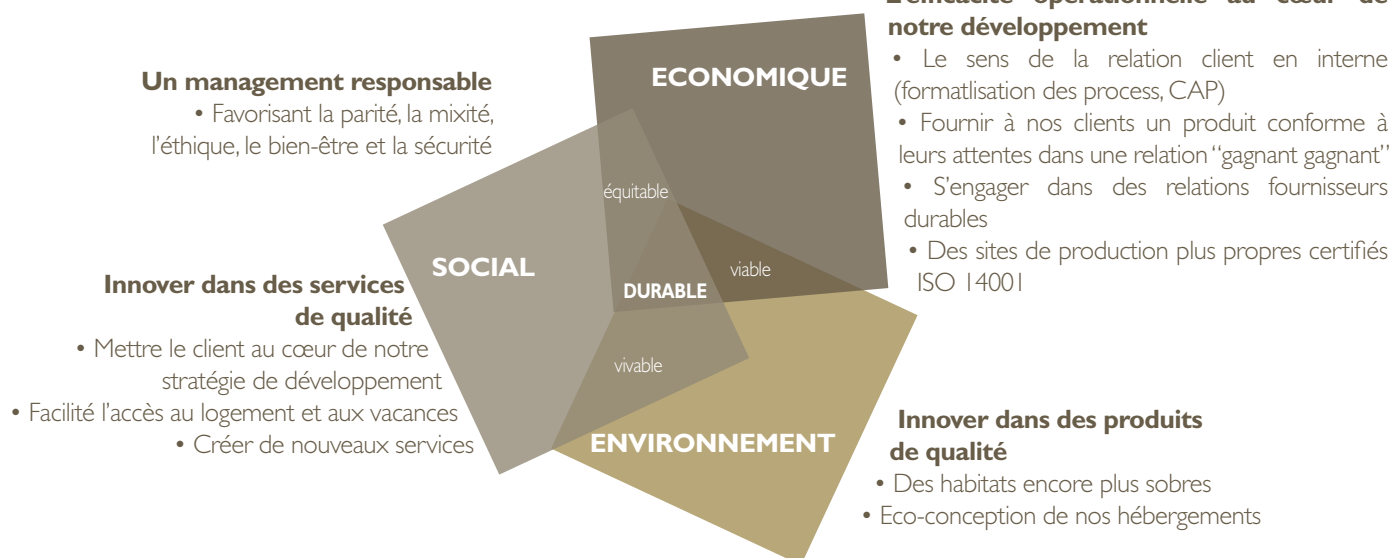 L'efficacité opérationnelle au cœur de
notre développement
• Le sens de la relation client en interne
(formatlisation des process, CAP)
• Fournir à nos clients un produit conforme à
leurs attentes dans une relation “gagnant gagnant”
• S'engager dans des relations fournisseurs
durables
• Des sites de production plus propres certifiés
ISO 14001
Un management responsable
• Favorisant la parité, la mixité,
l'éthique, le bien-être et la sécurité
ECONOMIQUE
équitable
SOCIAL
viable
DURABLE
vivable
ENVIRONNEMENT
Innover dans des services
de qualité
• Mettre le client au cœur de notre
stratégie de développement
• Facilité l'accès au logement et aux vacances
• Créer de nouveaux services
Innover dans des produits
de qualité
• Des habitats encore plus sobres
• Eco-conception de nos hébergements